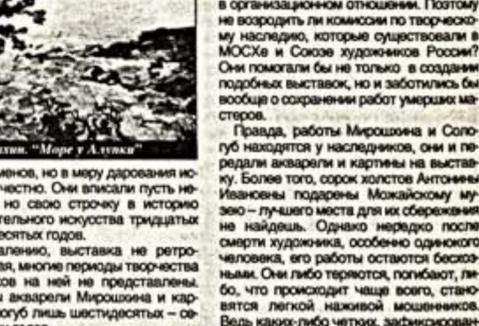 хин. "Море у Алупки"
менов, но в меру дарования ис-
честно. Они вписали пусть не-
но свою строчку в историю
тельного искусства тридцатых
есятых годов.
алению, выставка не ретро-
ая, многие периоды творчества
ов на ней не представлены.
ы акварели Мирошхина и кар-
огуб лишь шестидесятых – се-
в организационном отношении. Поэтому
не возродить ли комиссии по творческо-
му наследию, которые существовали в
МОСХе и Союзе художников России?
Они помогали бы не только в создании
подобных выставок, но и заботились бы
вообще о сохранении работ умерших ма-
стеров.
Правда, работы Мирошхина и Соло-
губ находятся у наследников, они и пе-
редали акварели и картины на выстав-
ку. Более того, сорок холстов Антонины
Ивановны подарены Можайскому му-
зею – лучшего места для их сбережения
не найдешь. Однако нередко после
смерти художника, особенно одинокого
человека, его работы остаются бесхоз-
ными. Они либо теряются, погибают, ли-
бо, что происходит чаще всего, стано-
вятся легкой наживой мошенников.
Ведь каких-либо четких, зафиксирован-